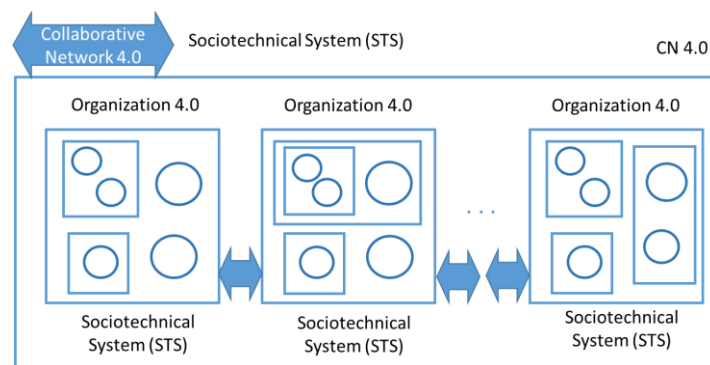 Collaborative
Network 4.0
Sociotechnical System (STS)
CN 4.0
Organization 4.0
Organization 4.0
Organization 4.0
. . .
Sociotechnical
System (STS)
Sociotechnical
System (STS)
Sociotechnical
System (STS)